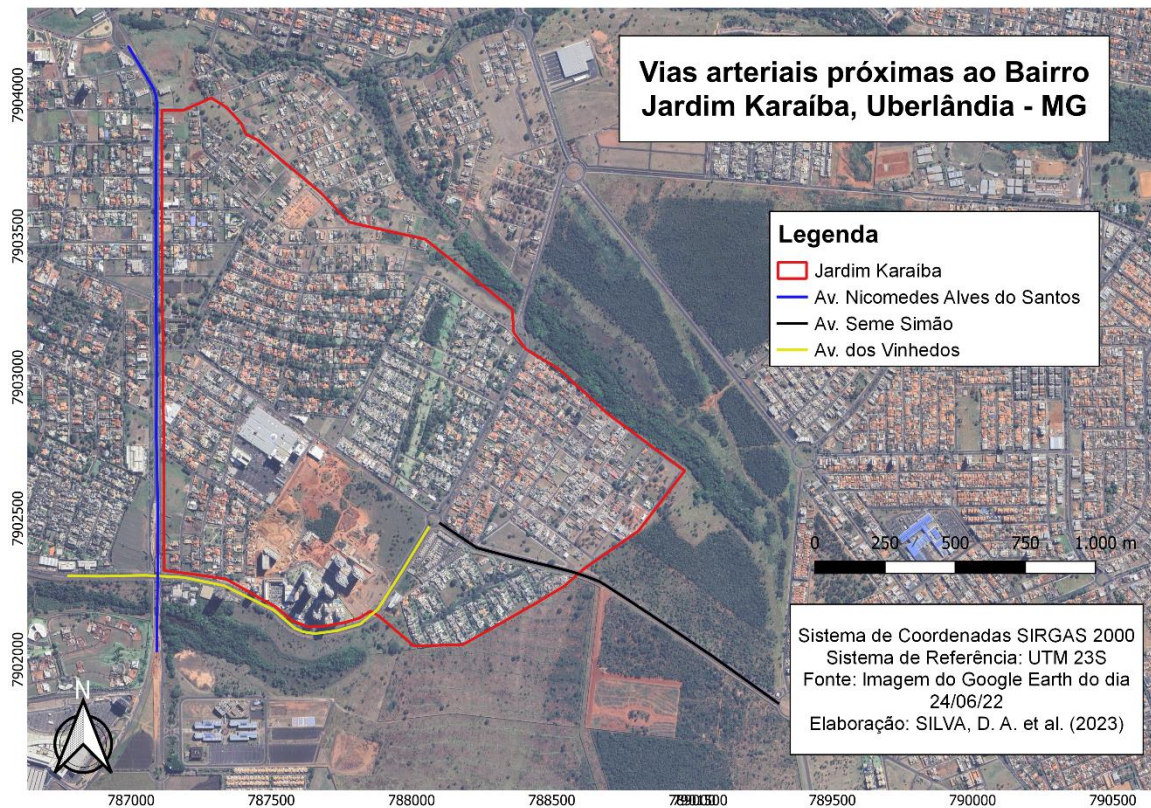 Vias arteriais próximas ao Bairro
Jardim Karaíba, Uberlândia - MG
Legenda
Jardim Karaíba
Av. Nicomedes Alves do Santos
Av. Seme Simão
Av. dos Vinhedos
0 250 500 750 1.000 m
Sistema de Coordenadas SIRGAS 2000
Sistema de Referência: UTM 23S
Fonte: Imagem do Google Earth do dia
24/06/22
Elaboração: SILVA, D. A. et al. (2023)
N
7904000
7903500
7903000
7902500
7902000
787000 787500 788000 788500 789500 790000 790500